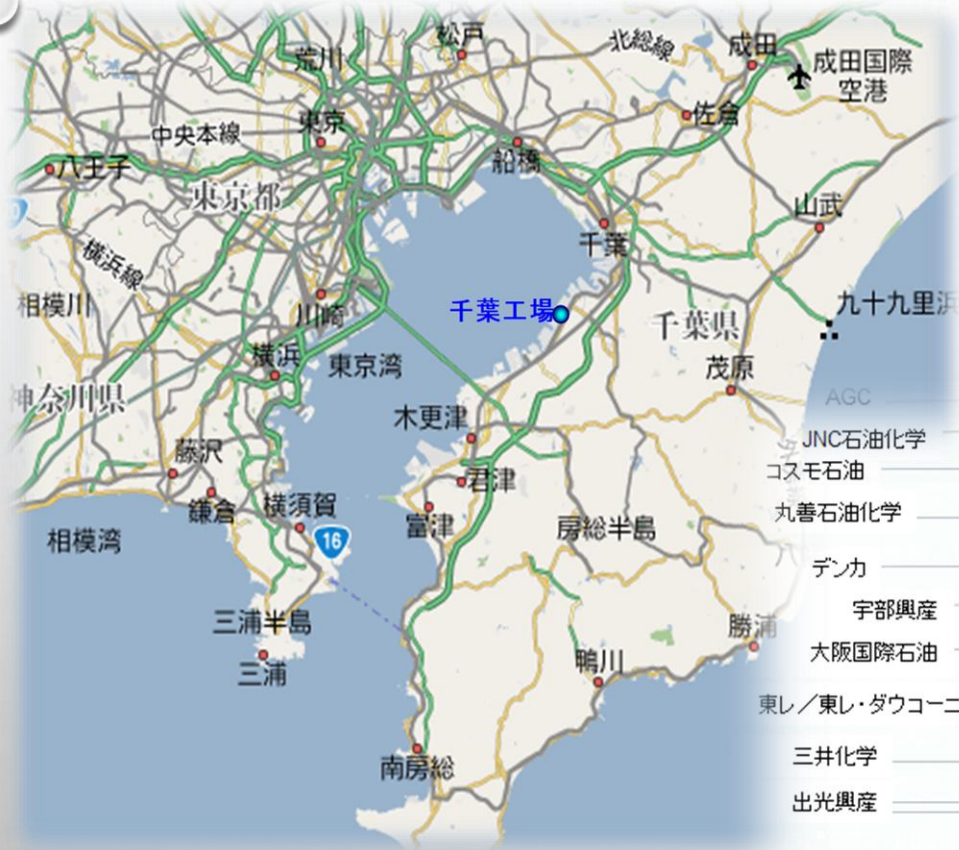 松戸
北総線
成田
成田国際
空港
荒川
中央本線
東京
佐倉
船橋
八王子
東京都
山武
千葉
横浜線
相模川
川崎
千葉工場
九十九里浜
千葉県
横浜
東京湾
茂原
神奈川県
AGC
木更津
JNC石油化学
藤沢
コスモ石油
君津
鎌倉
横須賀
富津
丸善石油化学
相模湾
16
房総半島
デンカ
宇部興産
三浦半島
勝浦
大阪国際石油
三浦
鴨川
東レ/東レ・ダウコーニ
南房総
三井化学
出光興産